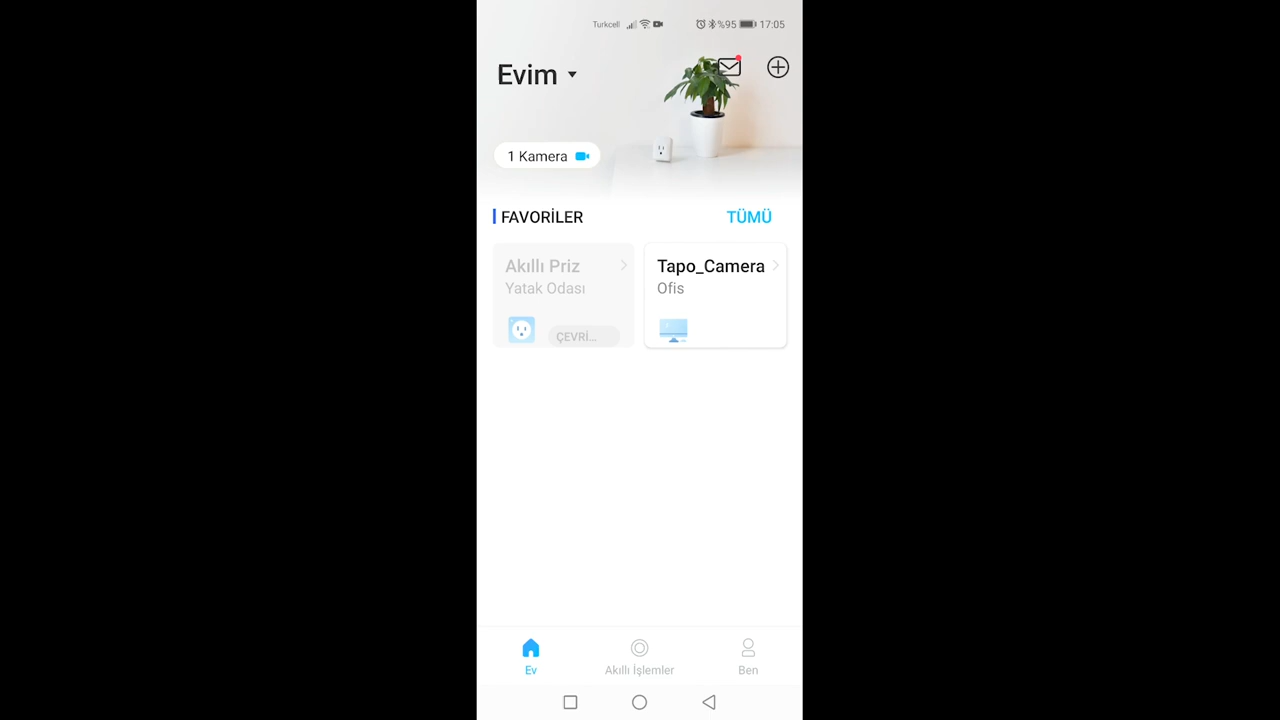 Turkcell %95 17:05
Evim
1 Kamera
FAVORİLER TÜMÜ
Akıllı Priz
Yatak Odası
ÇEVRİ...
Tapo_Camera
Ofis
Ev Akıllı İşlemler Ben